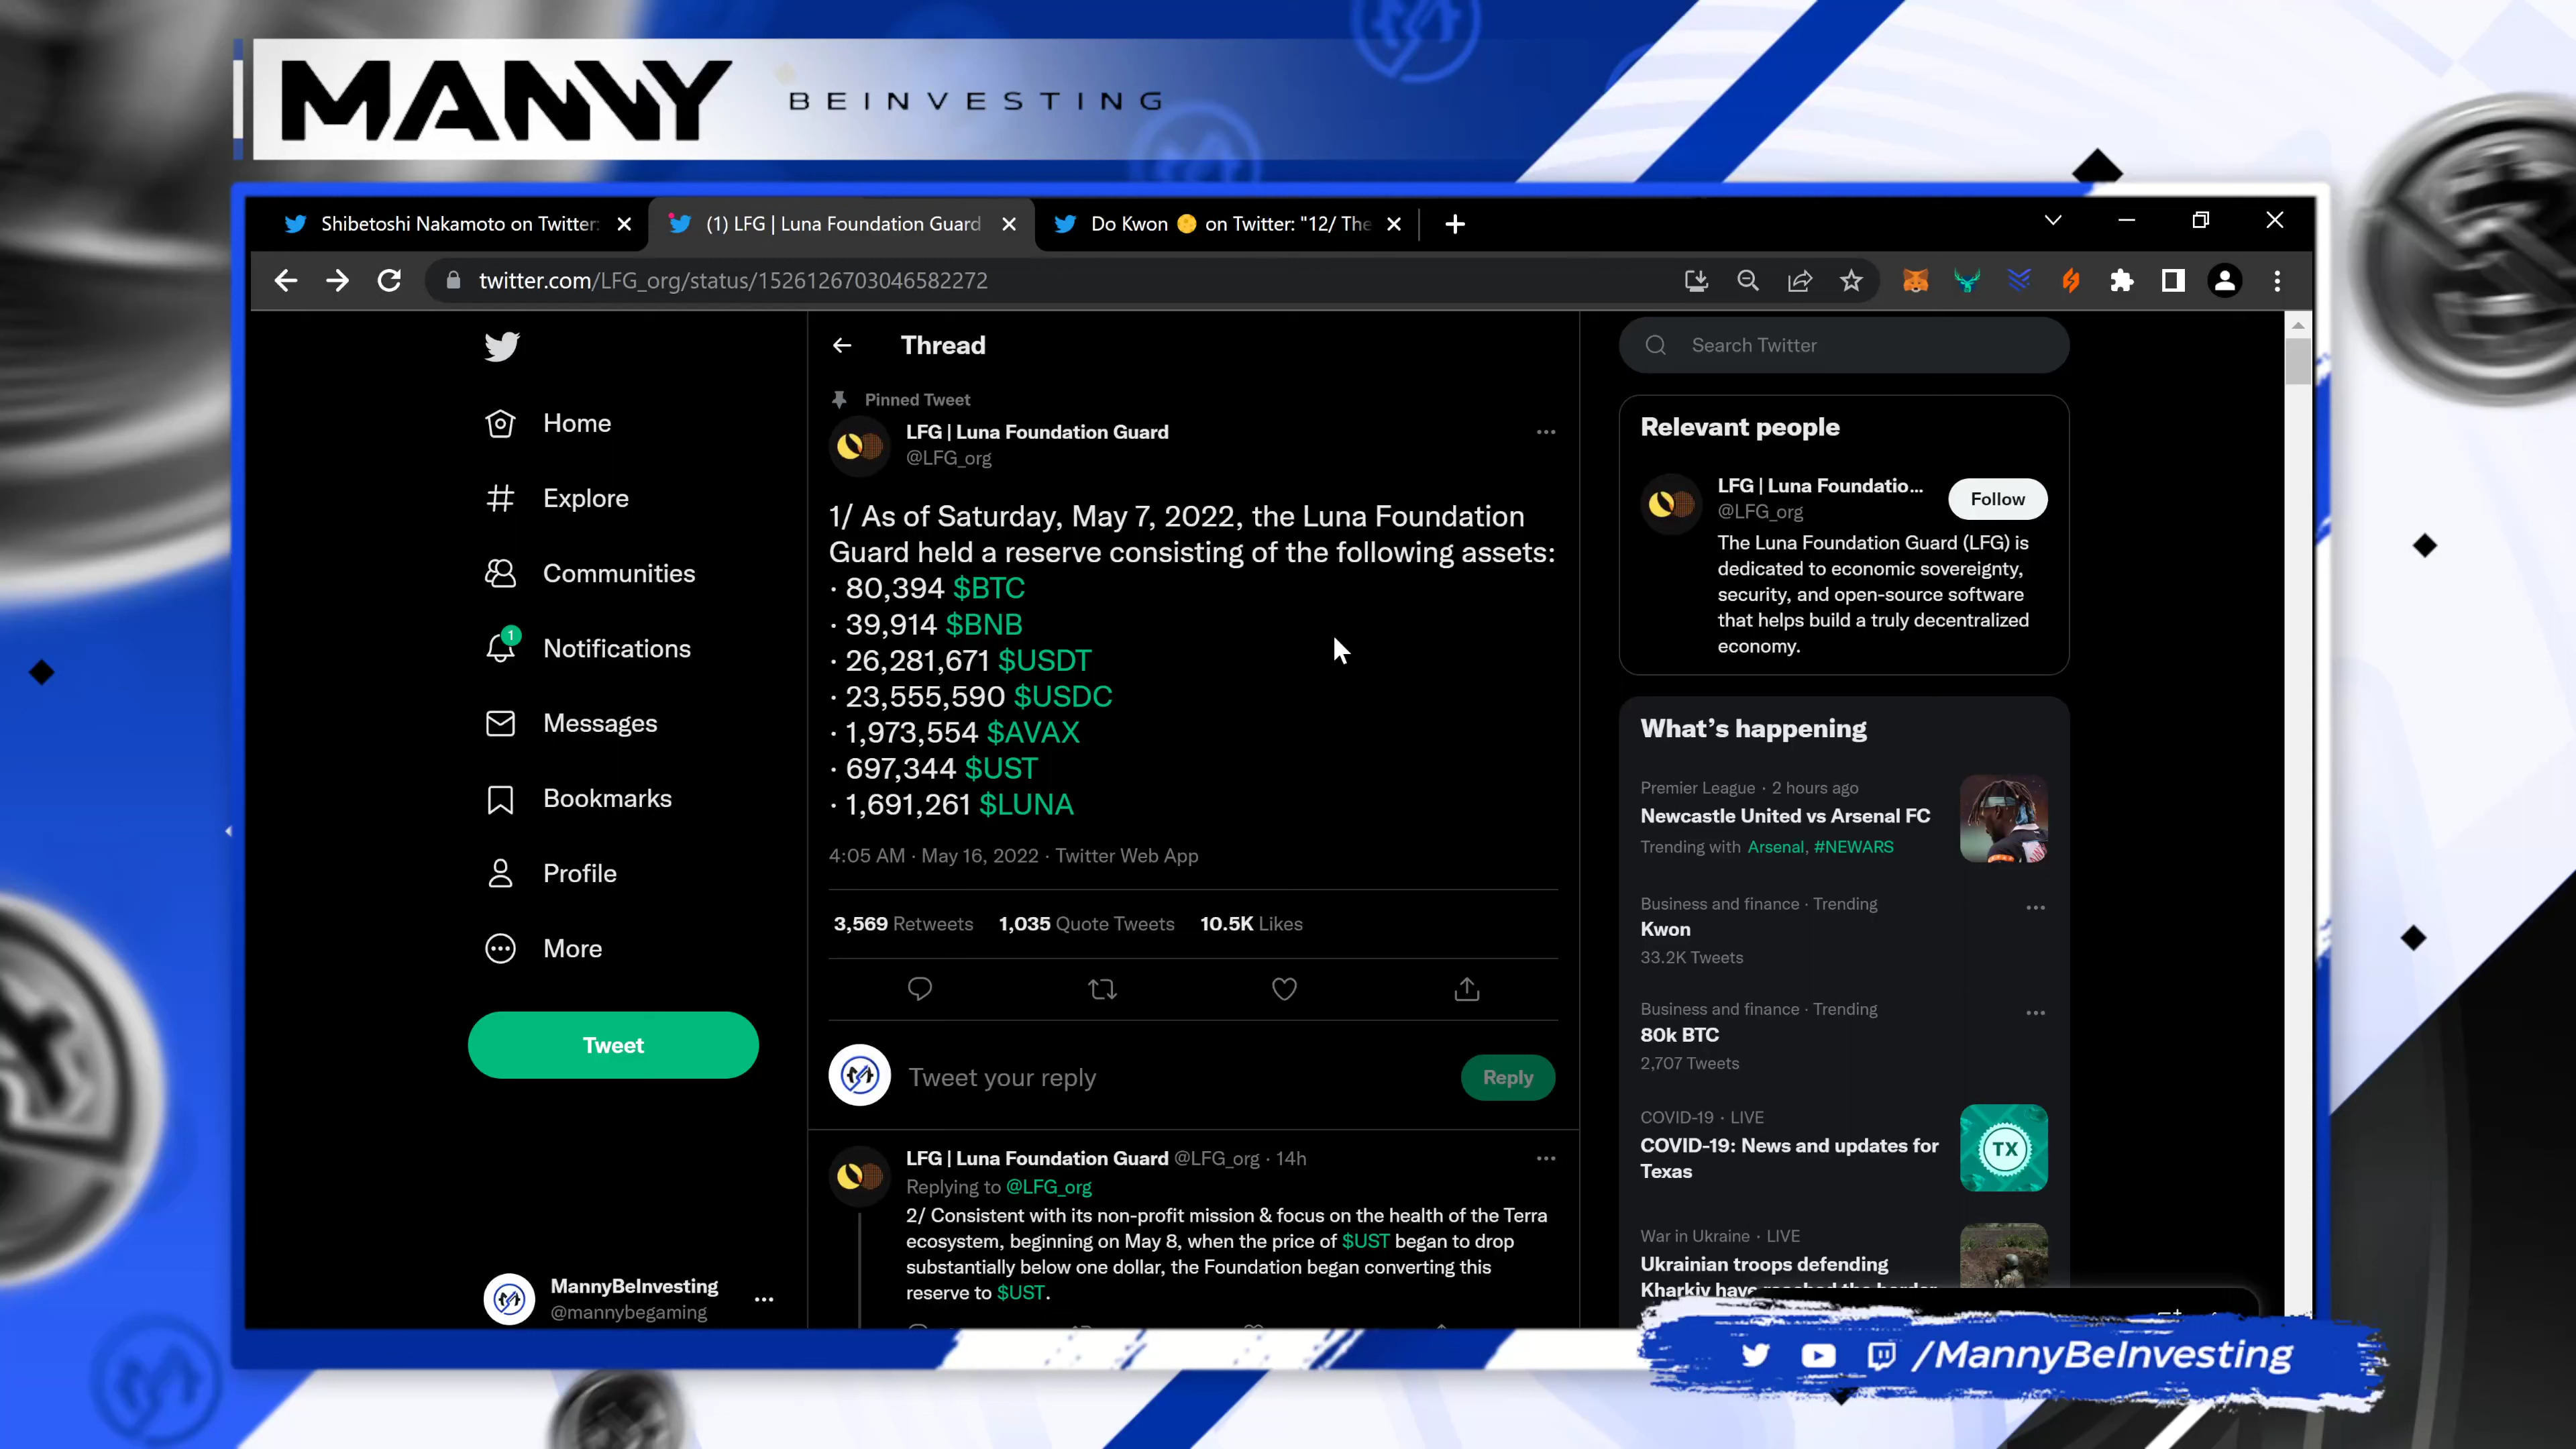 MANNY
BEINVESTING
Shibetoshi Nakamoto on Twitter:
(1) LFG | Luna Foundation Guard
Do Kwon 🌕 on Twitter: "12/ The
twitter.com/LFG_org/status/1526126703046582272
Home
Explore
Communities
1
Notifications
Messages
Bookmarks
Profile
More
Tweet
MannyBeInvesting
@mannybegaming
Thread
Pinned Tweet
LFG | Luna Foundation Guard
@LFG_org
1/ As of Saturday, May 7, 2022, the Luna Foundation
Guard held a reserve consisting of the following assets:
· 80,394 $BTC
· 39,914 $BNB
· 26,281,671 $USDT
· 23,555,590 $USDC
· 1,973,554 $AVAX
· 697,344 $UST
· 1,691,261 $LUNA
4:05 AM · May 16, 2022 · Twitter Web App
3,569 Retweets 1,035 Quote Tweets 10.5K Likes
Tweet your reply
Reply
LFG | Luna Foundation Guard @LFG_org · 14h
Replying to @LFG_org
2/ Consistent with its non-profit mission & focus on the health of the Terra
ecosystem, beginning on May 8, when the price of $UST began to drop
substantially below one dollar, the Foundation began converting this
reserve to $UST.
Search Twitter
Relevant people
LFG | Luna Foundatio...
@LFG_org
Follow
The Luna Foundation Guard (LFG) is
dedicated to economic sovereignty,
security, and open-source software
that helps build a truly decentralized
economy.
What's happening
Premier League · 2 hours ago
Newcastle United vs Arsenal FC
Trending with Arsenal, #NEWARS
Business and finance · Trending
Kwon
33.2K Tweets
Business and finance · Trending
80k BTC
2,707 Tweets
COVID-19 · LIVE
COVID-19: News and updates for
Texas
TX
War in Ukraine · LIVE
Ukrainian troops defending
Kharkiv have reached the border
/MannyBeInvesting